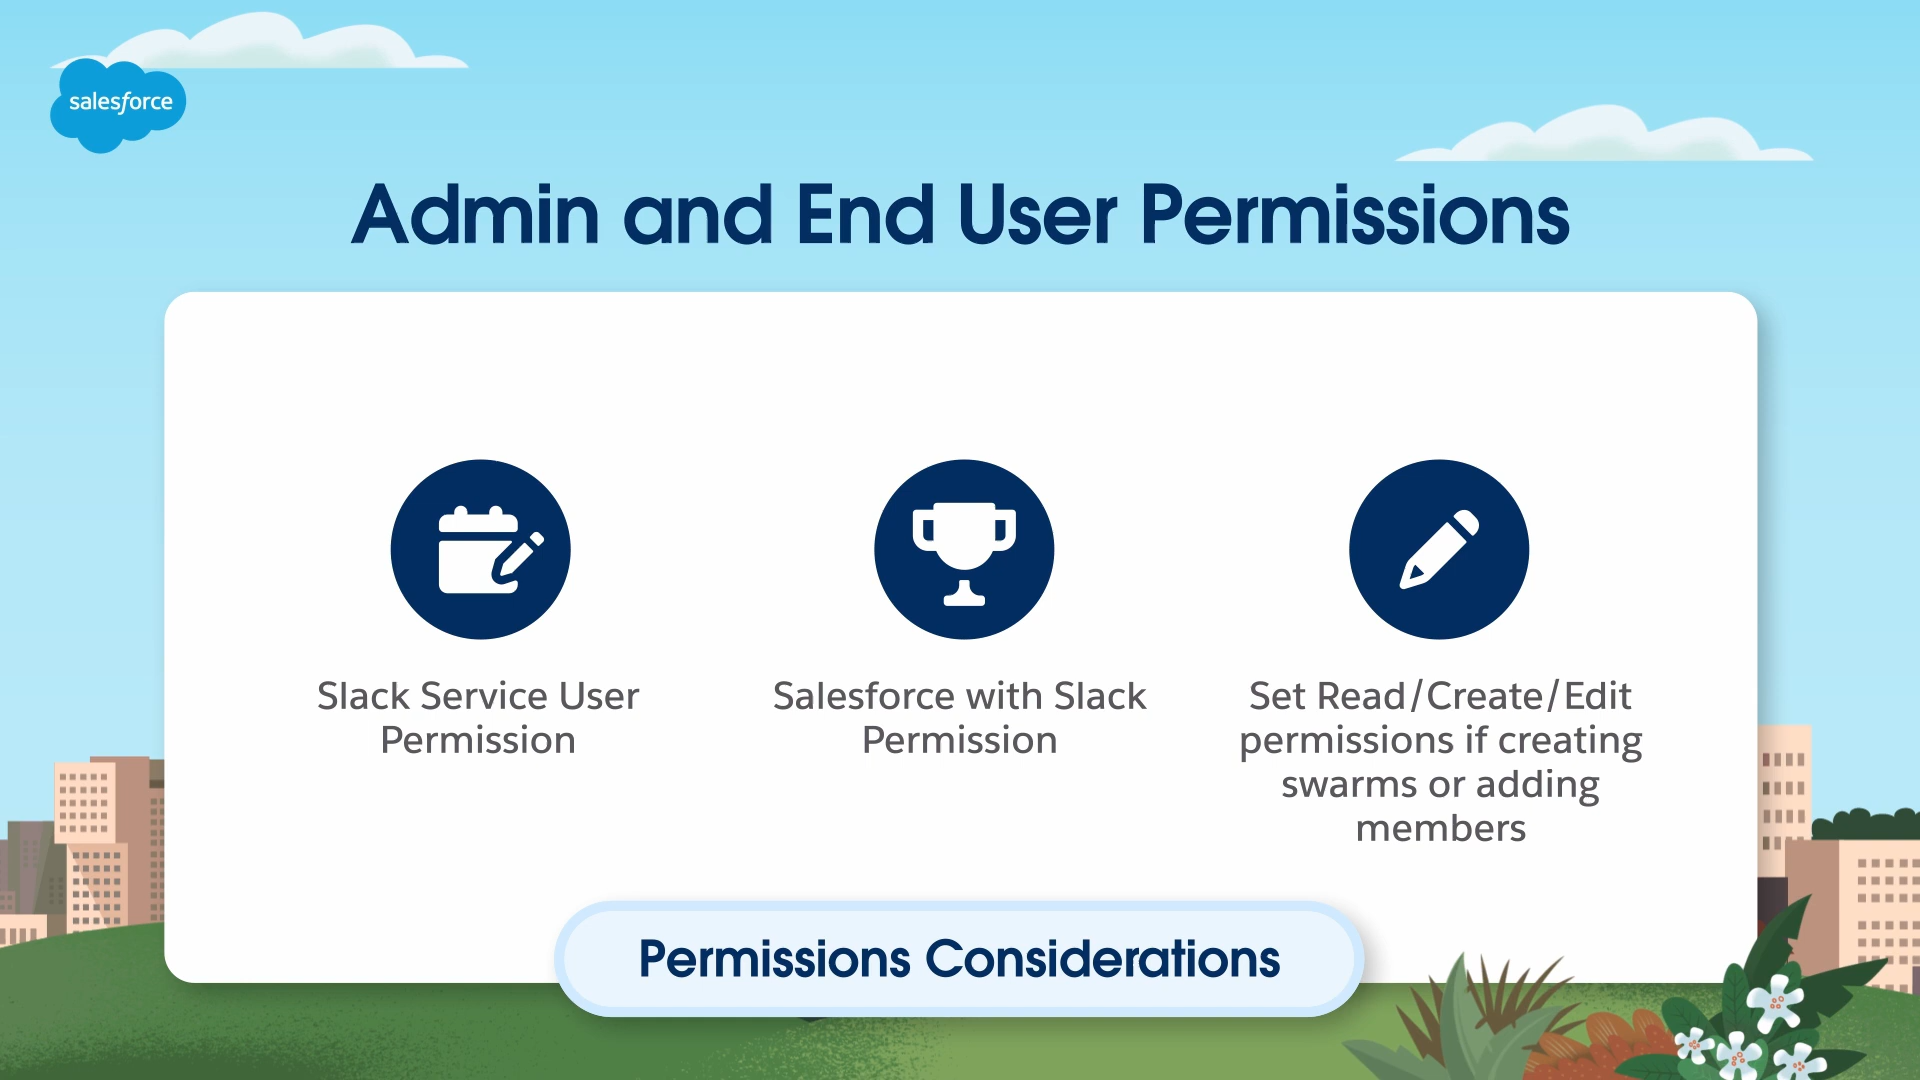 salesforce
Admin and End User Permissions
Slack Service User
Permission
Salesforce with Slack
Permission
Set Read/Create/Edit
permissions if creating
swarms or adding
members
Permissions Considerations